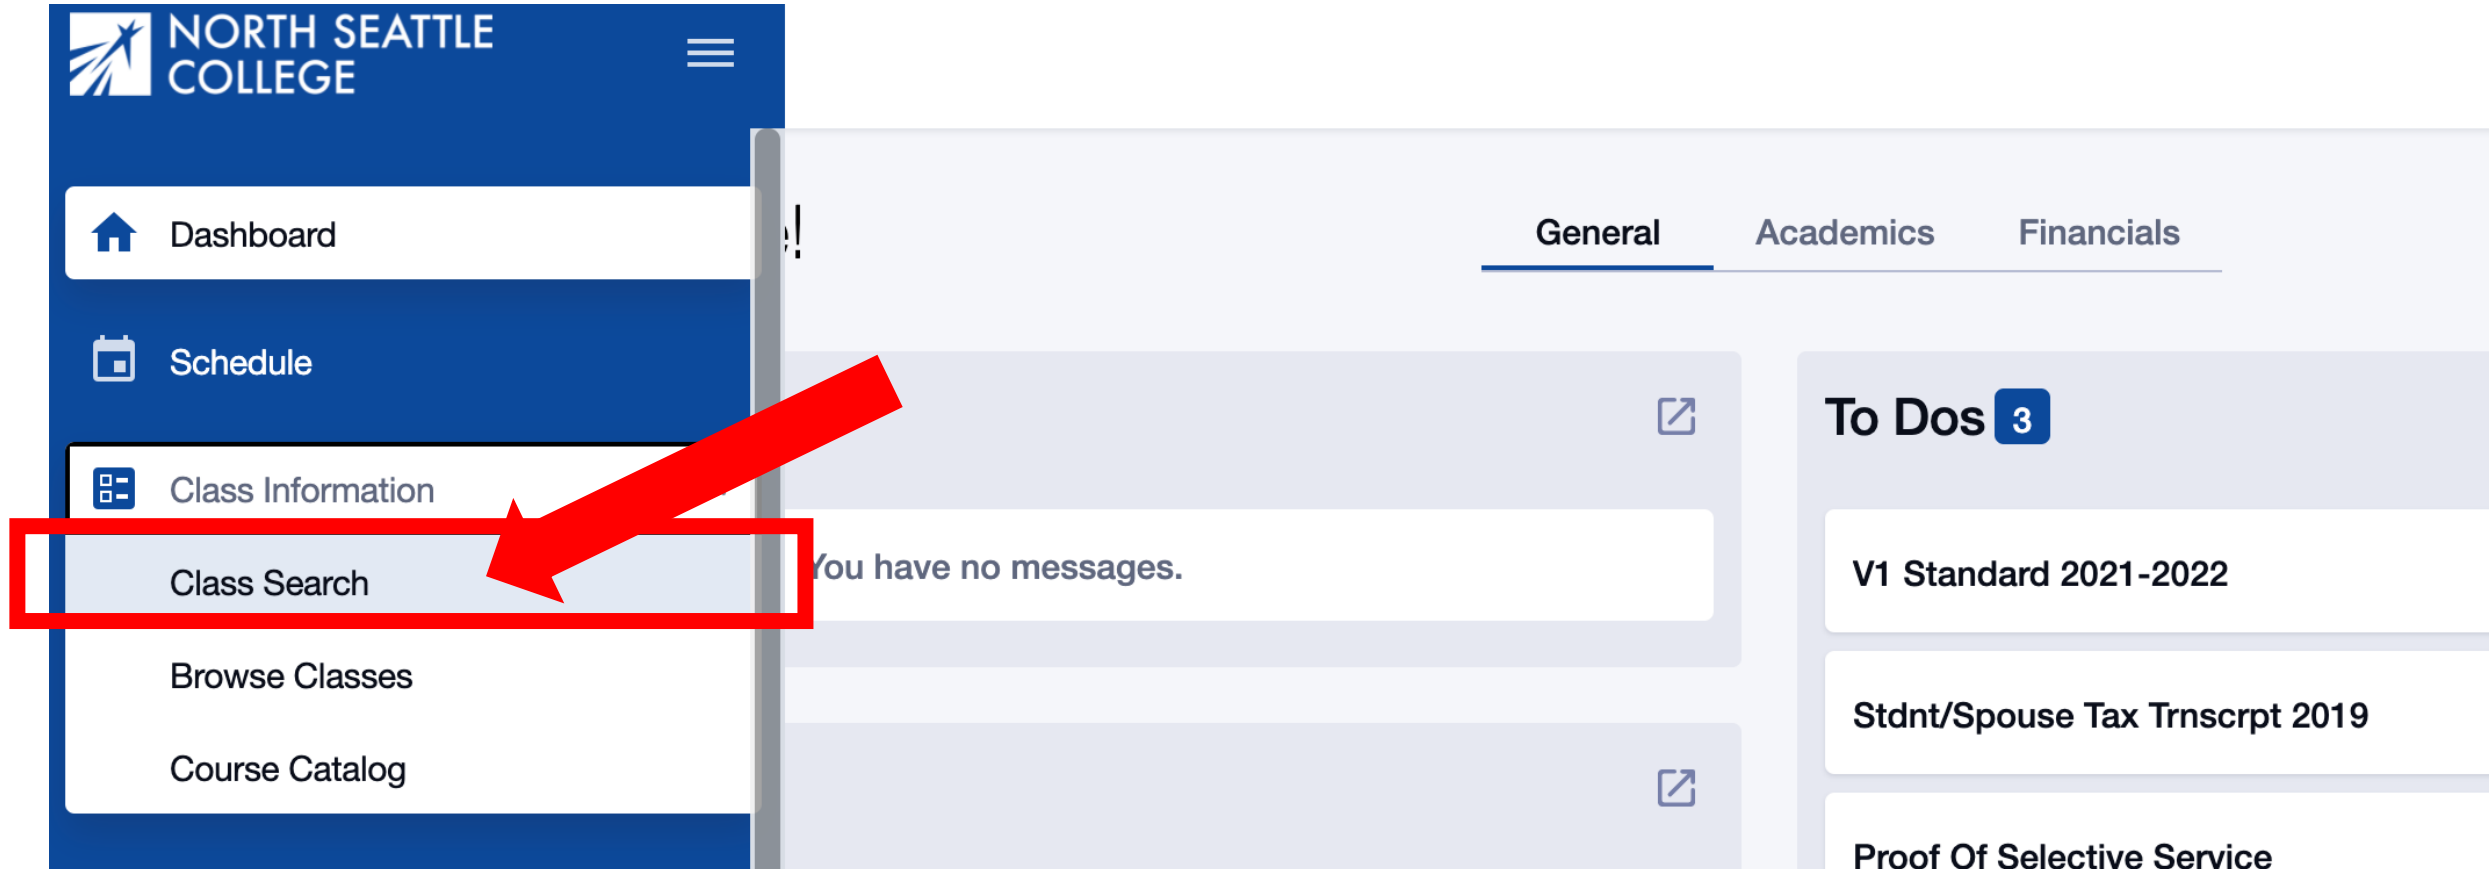 NORTH SEATTLE
COLLEGE
Dashboard
Schedule
Class Information
Class Search
Browse Classes
Course Catalog
!
General
Academics
Financials
You have no messages.
To Dos 3
V1 Standard 2021-2022
Stdnt/Spouse Tax Trnscrpt 2019
Proof Of Selective Service